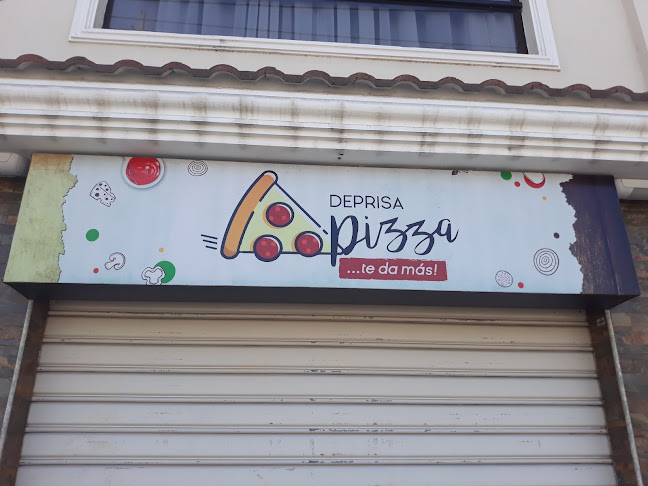 DEPRISA
pizza
...te da más!